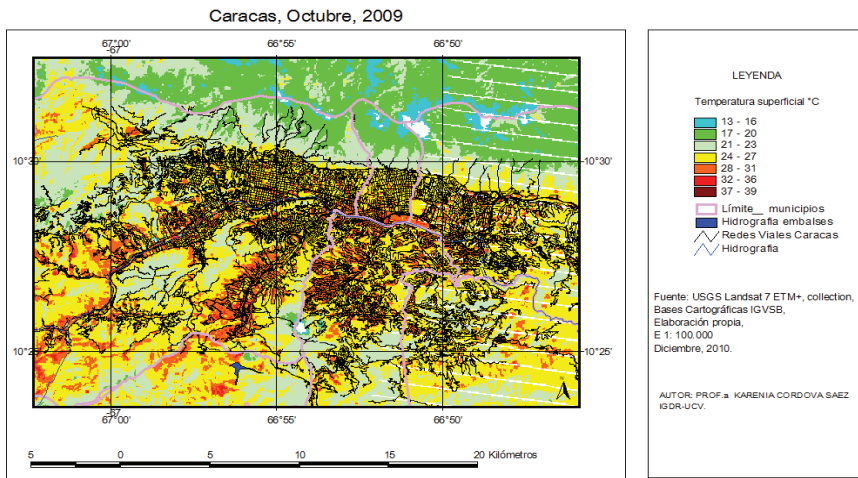 Caracas, Octubre, 2009
67°00' 66°55' 66°50'
-67
10°30' 10°30'
10°25' 10°25'
-67
67°00' 66°55' 66°50'
5 0 5 10 15 20 Kilómetros
LEYENDA
Temperatura superficial °C
13 - 16
17 - 20
21 - 23
24 - 27
28 - 31
32 - 36
37 - 39
Límite__ municipios
Hidrografia embalses
Redes Viales Caracas
Hidrografía
Fuente: USGS Landsat 7 ETM+, collection,
Bases Cartográficas IGVSB,
Elaboración propia,
E 1: 100.000
Diciembre, 2010.
AUTOR: PROF.a KARENIA CORDOVA SAEZ
IGDR-UCV.